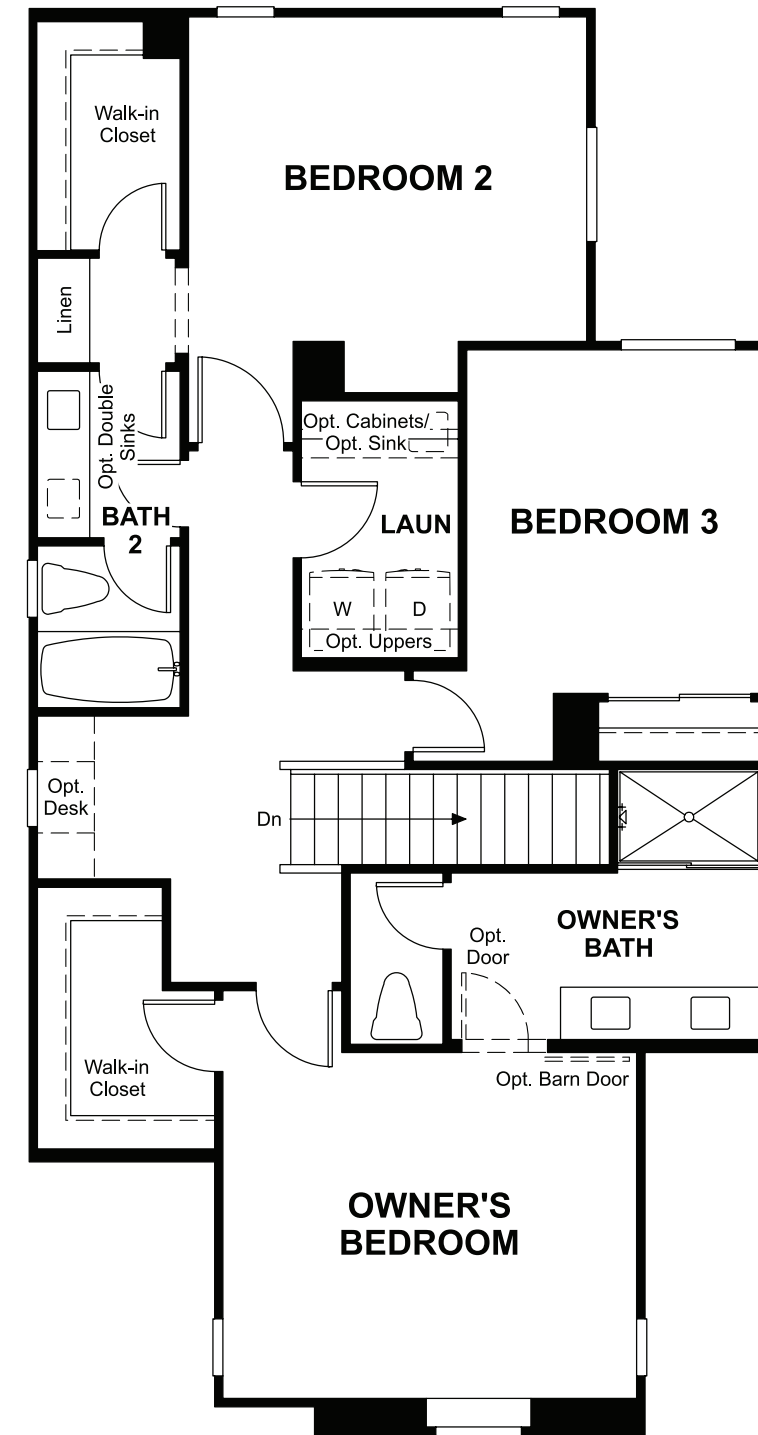 Walk-in
Closet
BEDROOM 2
Linen
Opt. Double
Sinks
Opt. Cabinets/
Opt. Sink
BATH
2
LAUN
BEDROOM 3
W
D
Opt. Uppers
Opt.
Desk
Dn
OWNER'S
BATH
Opt.
Door
Walk-in
Closet
Opt. Barn Door
OWNER'S
BEDROOM